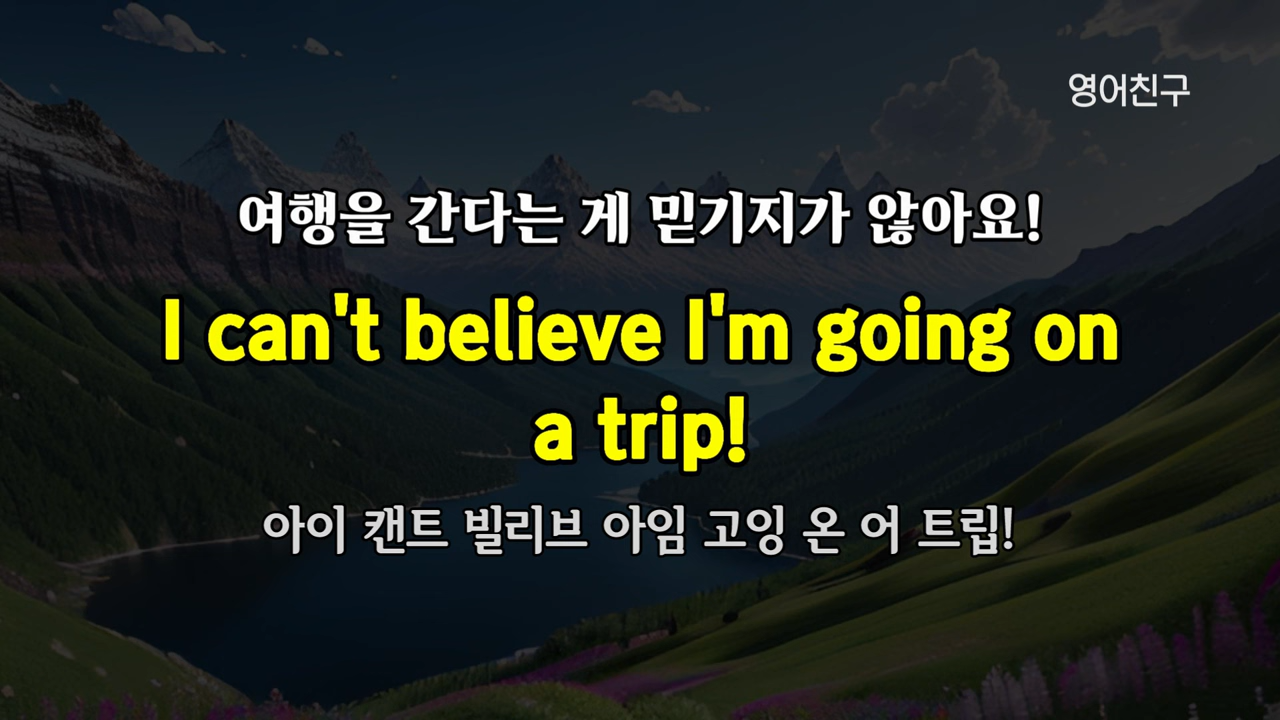 영어친구
여행을 간다는 게 믿기지가 않아요!
I can't believe I'm going on
a trip!
아이 캔트 빌리브 아임 고잉 온 어 트립!